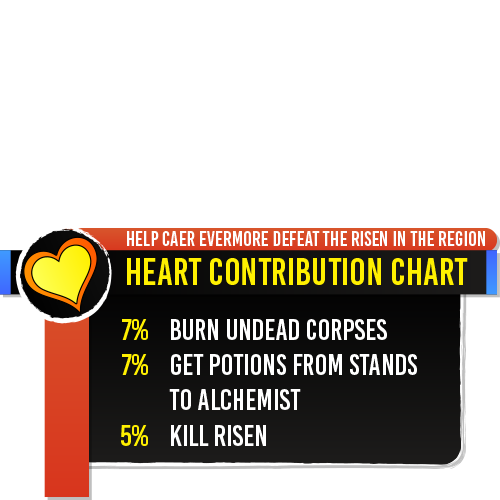 HELP CAER EVERMORE DEFEAT THE RISEN IN THE REGION
HEART CONTRIBUTION CHART
7% BURN UNDEAD CORPSES
7% GET POTIONS FROM STANDS
TO ALCHEMIST
5% KILL RISEN